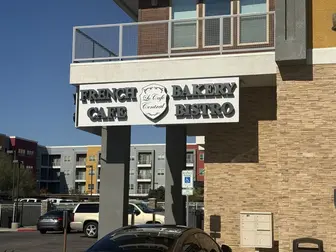 FRENCH
CAFE
Le Café
Central
BAKERY
BISTRO